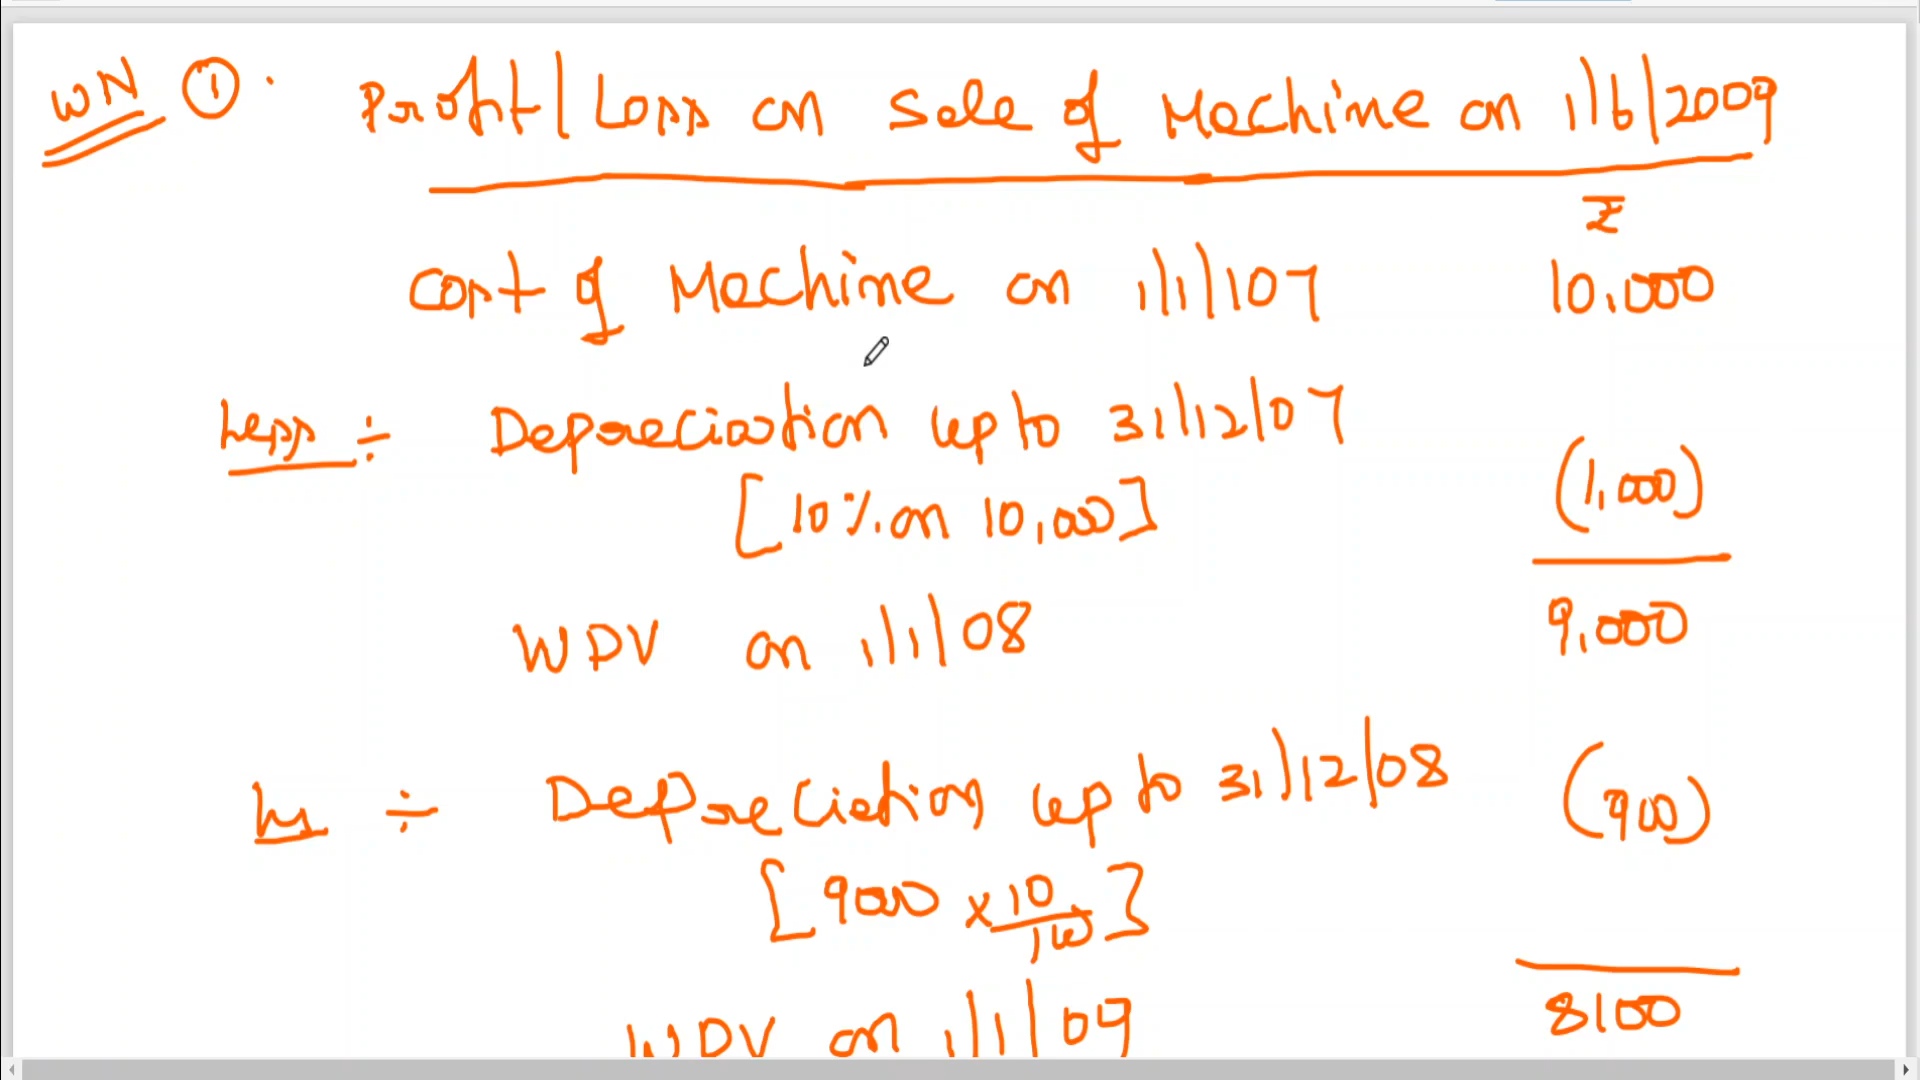 WN ①. Profit/Loss on Sale of Machine on 1/6/2009
₹
Cost of Machine on 1/1/07 10,000
Less ÷ Depreciation up to 31/12/07
[10% on 10,000] (1,000)
WDV on 1/1/08 9,000
Less ÷ Depreciation up to 31/12/08 (900)
[9000 × 10/100]
WDV on 1/1/09 8100